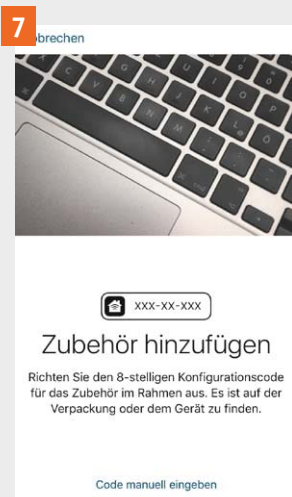 7
brechen
XXX-XX-XXX
Zubehör hinzufügen
Richten Sie den 8-stelligen Konfigurationscode
für das Zubehör im Rahmen aus. Es ist auf der
Verpackung oder dem Gerät zu finden.
Code manuell eingeben